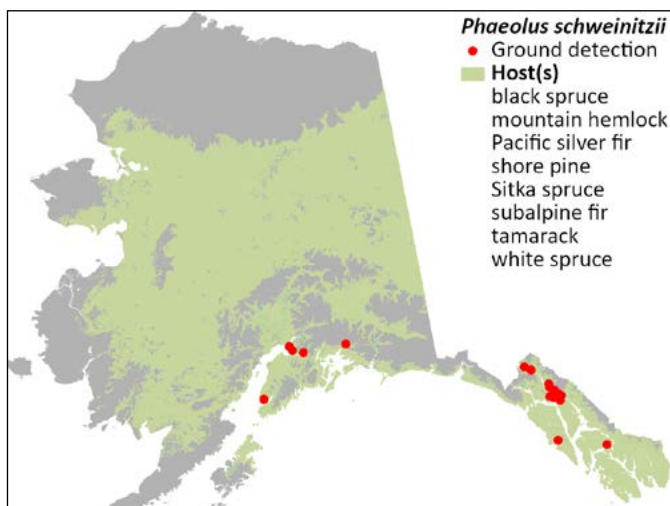 Phaeolus schweinitzii
Ground detection
Host(s)
black spruce
mountain hemlock
Pacific silver fir
shore pine
Sitka spruce
subalpine fir
tamarack
white spruce